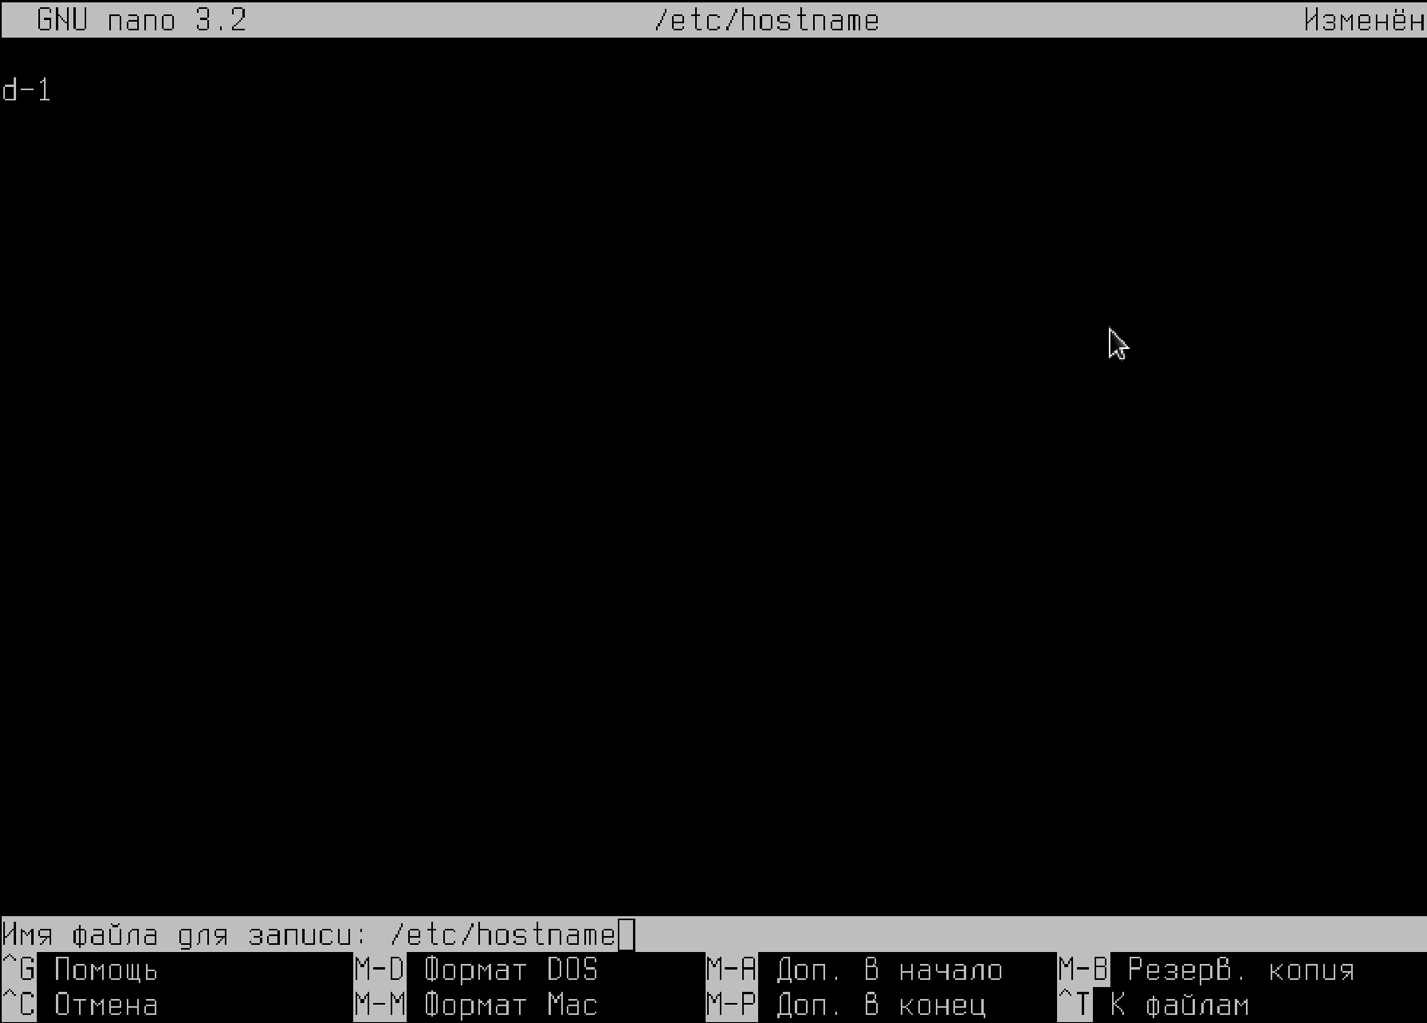 GNU nano 3.2 /etc/hostname Изменён
d-1
Имя файла для записи: /etc/hostname
^G Помощь M-D Формат DOS M-A Доп. в начало M-B Резерв. копия
^C Отмена M-M Формат Mac M-P Доп. в конец ^T К файлам